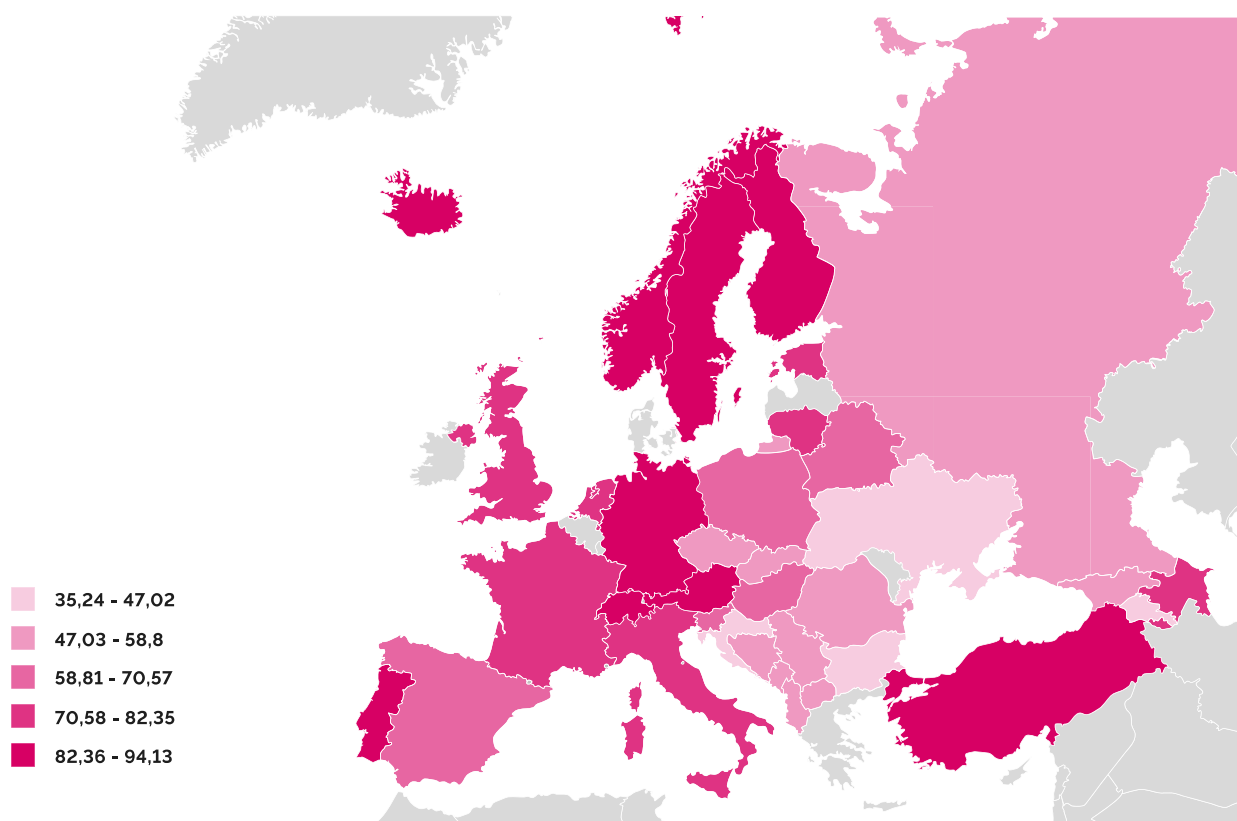 35,24 - 47,02
47,03 - 58,8
58,81 - 70,57
70,58 - 82,35
82,36 - 94,13